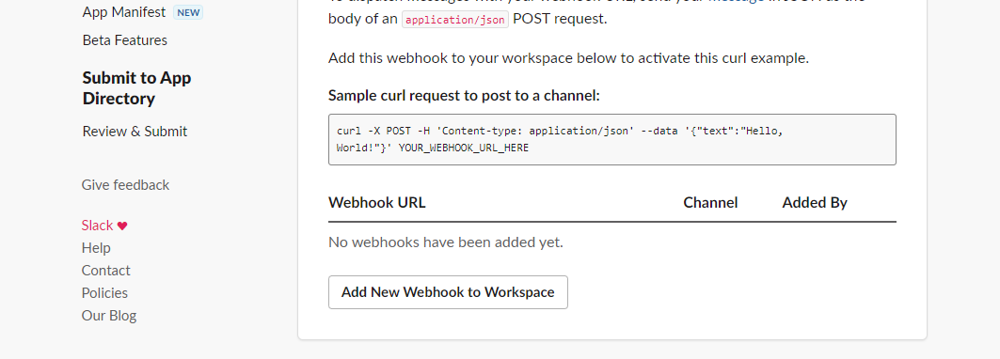 App Manifest NEW
Beta Features
Submit to App
Directory
Review & Submit
Give feedback
Slack ♥
Help
Contact
Policies
Our Blog
body of an application/json POST request.
Add this webhook to your workspace below to activate this curl example.
Sample curl request to post to a channel:
curl -X POST -H 'Content-type: application/json' --data '{"text":"Hello,
World!"}' YOUR_WEBHOOK_URL_HERE
Webhook URL Channel Added By
No webhooks have been added yet.
Add New Webhook to Workspace